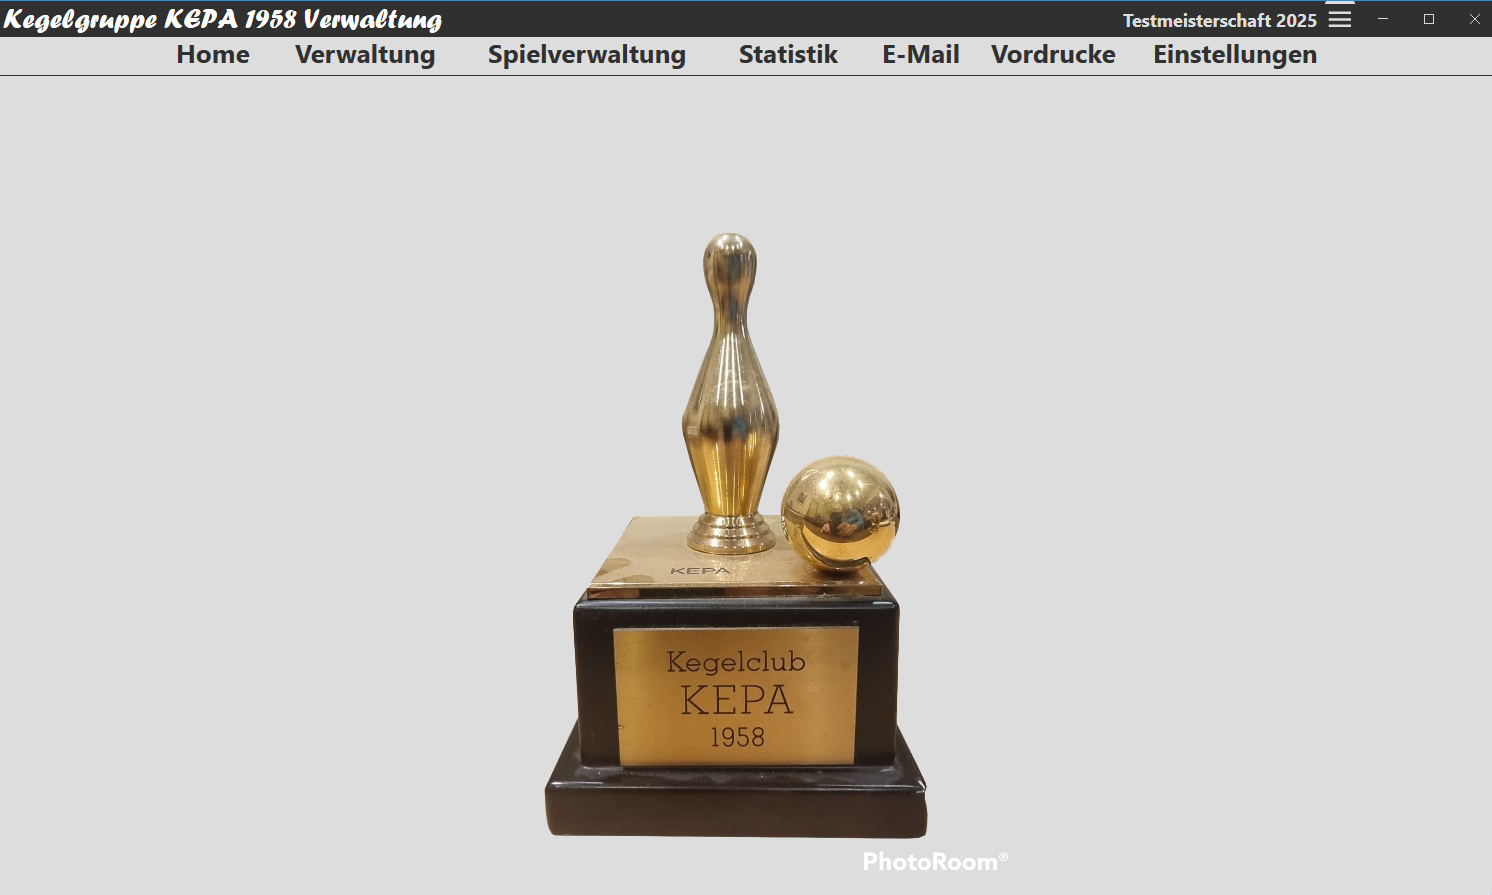 Kegelgruppe KEPA 1958 Verwaltung
Testmeisterschaft 2025
Home Verwaltung Spielverwaltung Statistik E-Mail Vordrucke Einstellungen
KEPA
Kegelclub
KEPA
1958
PhotoRoom®